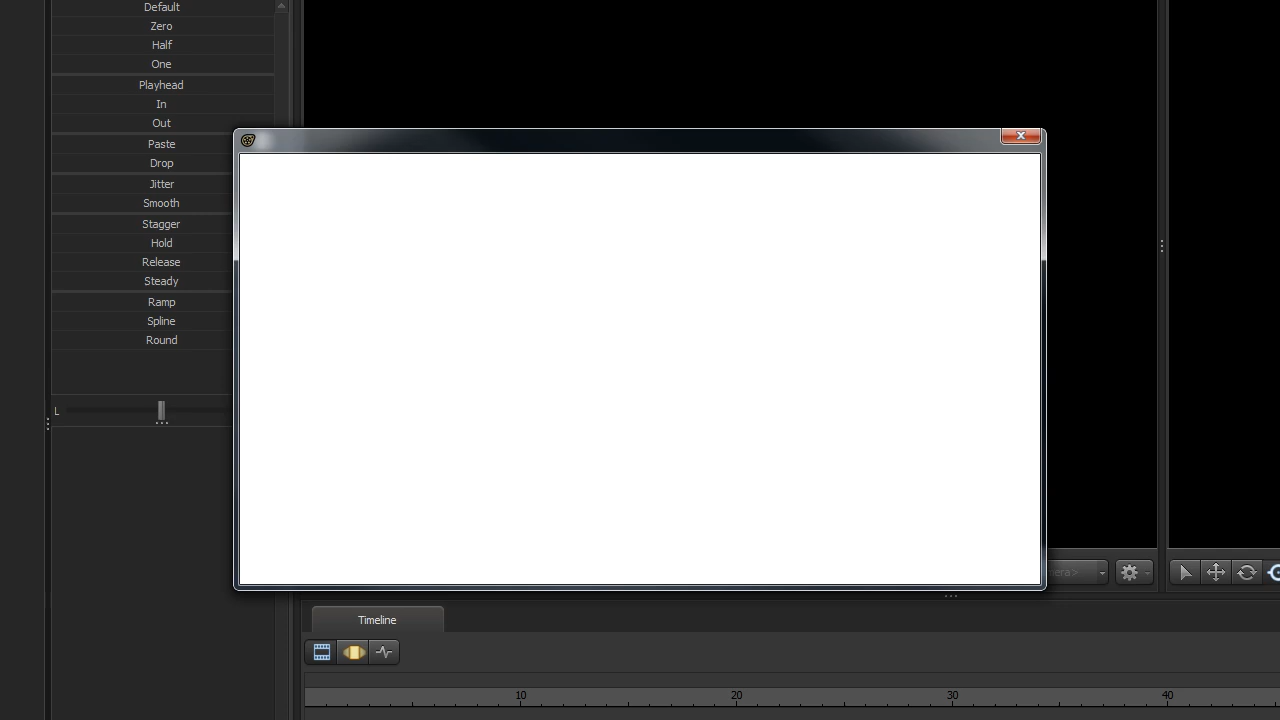 Default
Zero
Half
One
Playhead
In
Out
Paste
Drop
Jitter
Smooth
Stagger
Hold
Release
Steady
Ramp
Spline
Round
L
Timeline
10
20
30
40